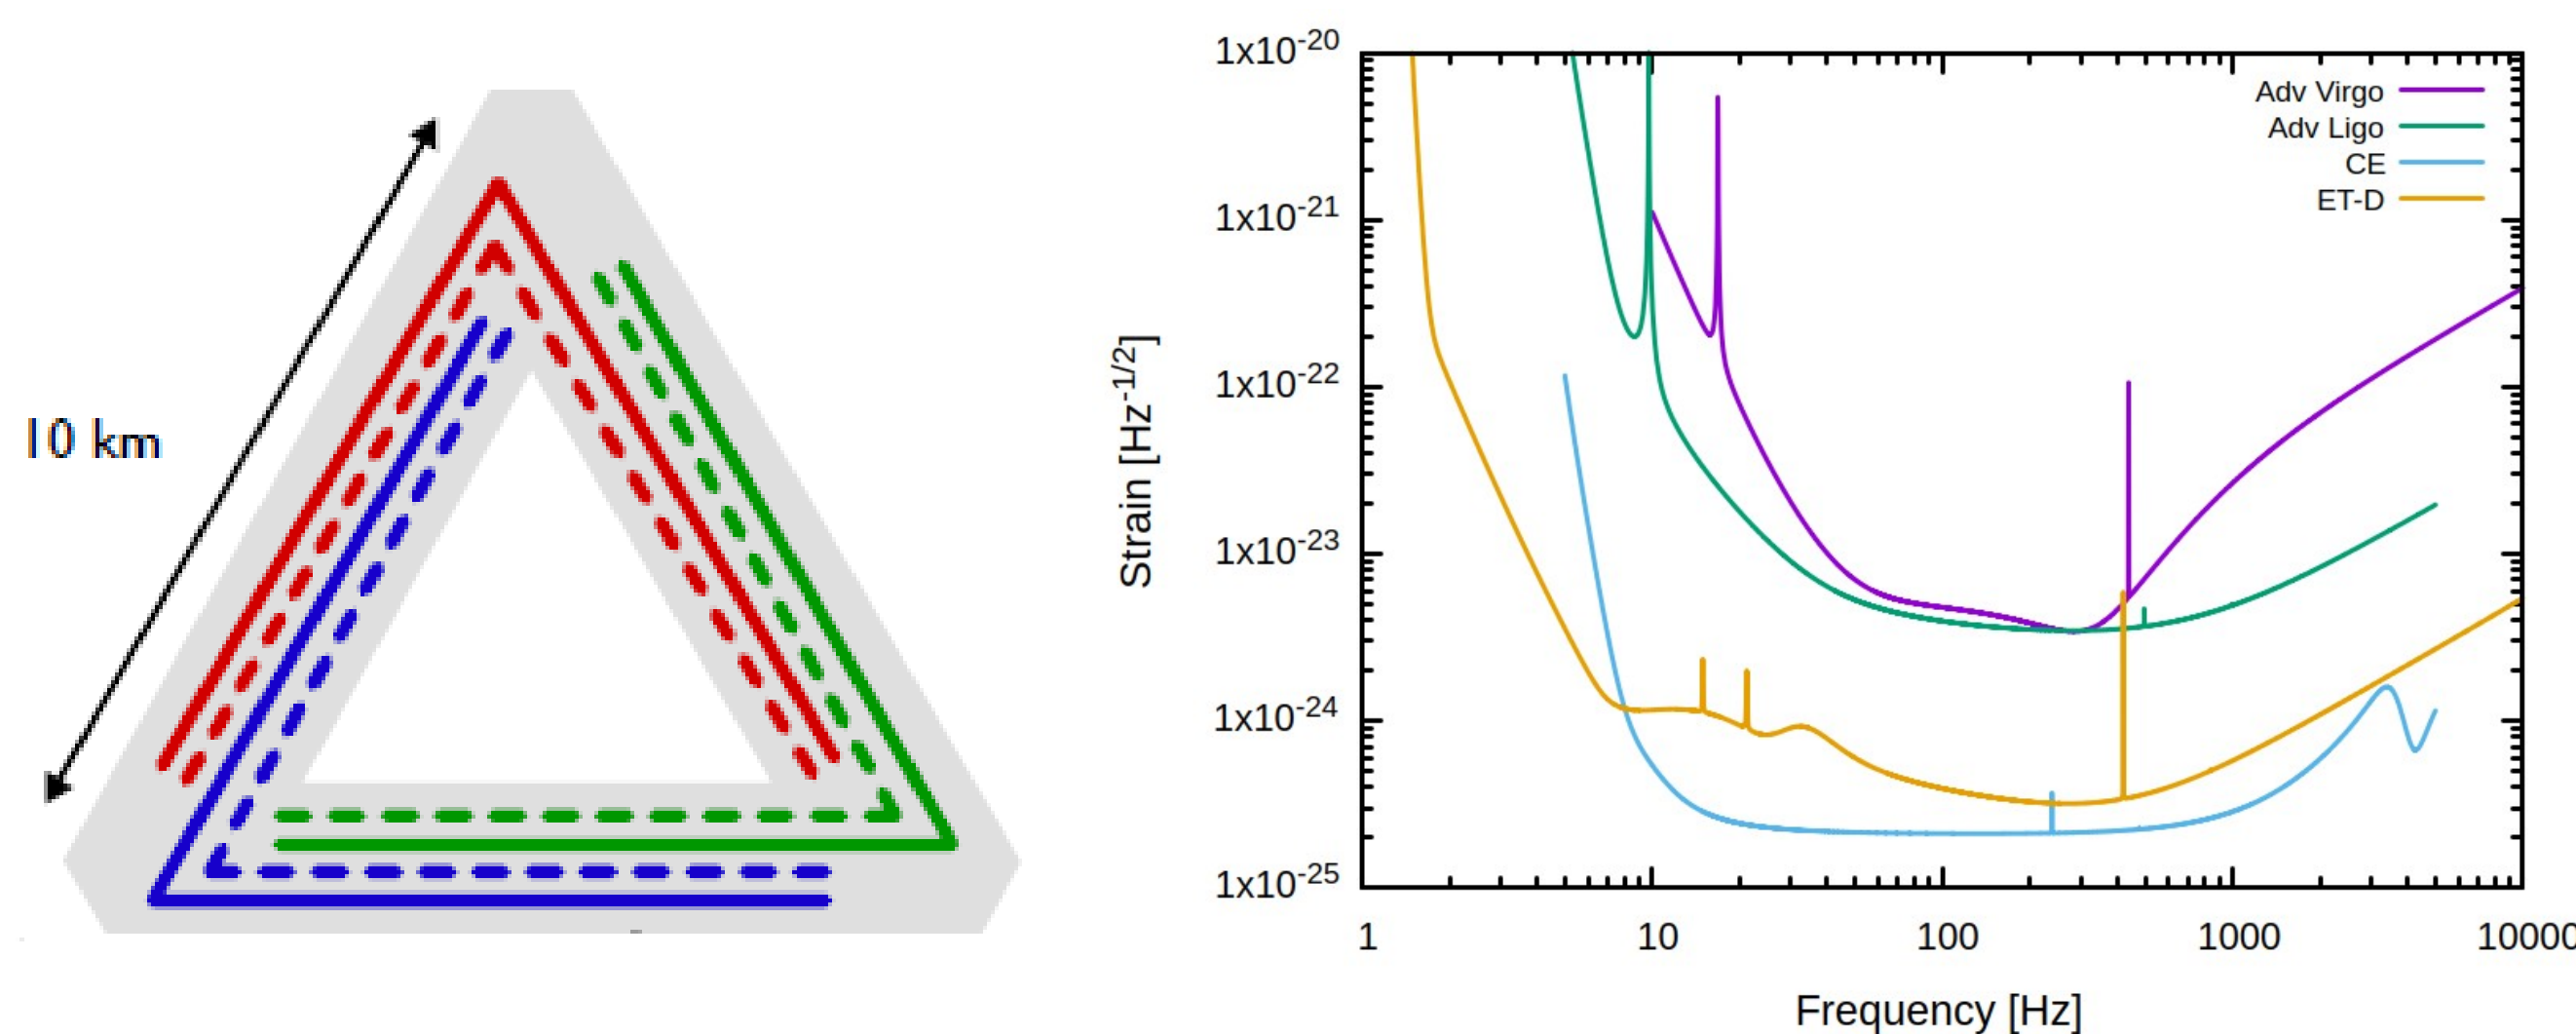 10 km
Strain [Hz-1/2]
1x10-20
1x10-21
1x10-22
1x10-23
1x10-24
1x10-25
Adv Virgo
Adv Ligo
CE
ET-D
1 10 100 1000 10000
Frequency [Hz]